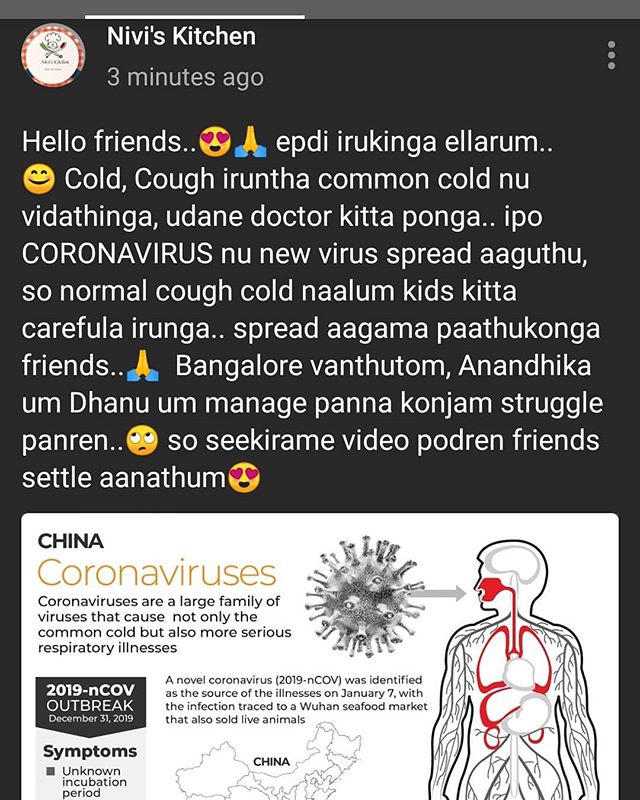 Nivi's Kitchen
3 minutes ago
Hello friends..😍🙏 epdi irukinga ellarum..
😊 Cold, Cough iruntha common cold nu
vidathinga, udane doctor kitta ponga.. ipo
CORONAVIRUS nu new virus spread aaguthu,
so normal cough cold naalum kids kitta
carefula irunga.. spread aagama paathukonga
friends..🙏 Bangalore vanthutom, Anandhika
um Dhanu um manage panna konjam struggle
panren..🙄 so seekirame video podren friends
settle aanathum😍
CHINA
Coronaviruses
Coronaviruses are a large family of
viruses that cause not only the
common cold but also more serious
respiratory illnesses
2019-nCOV
OUTBREAK
December 31, 2019
Symptoms
Unknown
incubation
period
A novel coronavirus (2019-nCOV) was identified
as the source of the illnesses on January 7, with
the infection traced to a Wuhan seafood market
that also sold live animals
CHINA